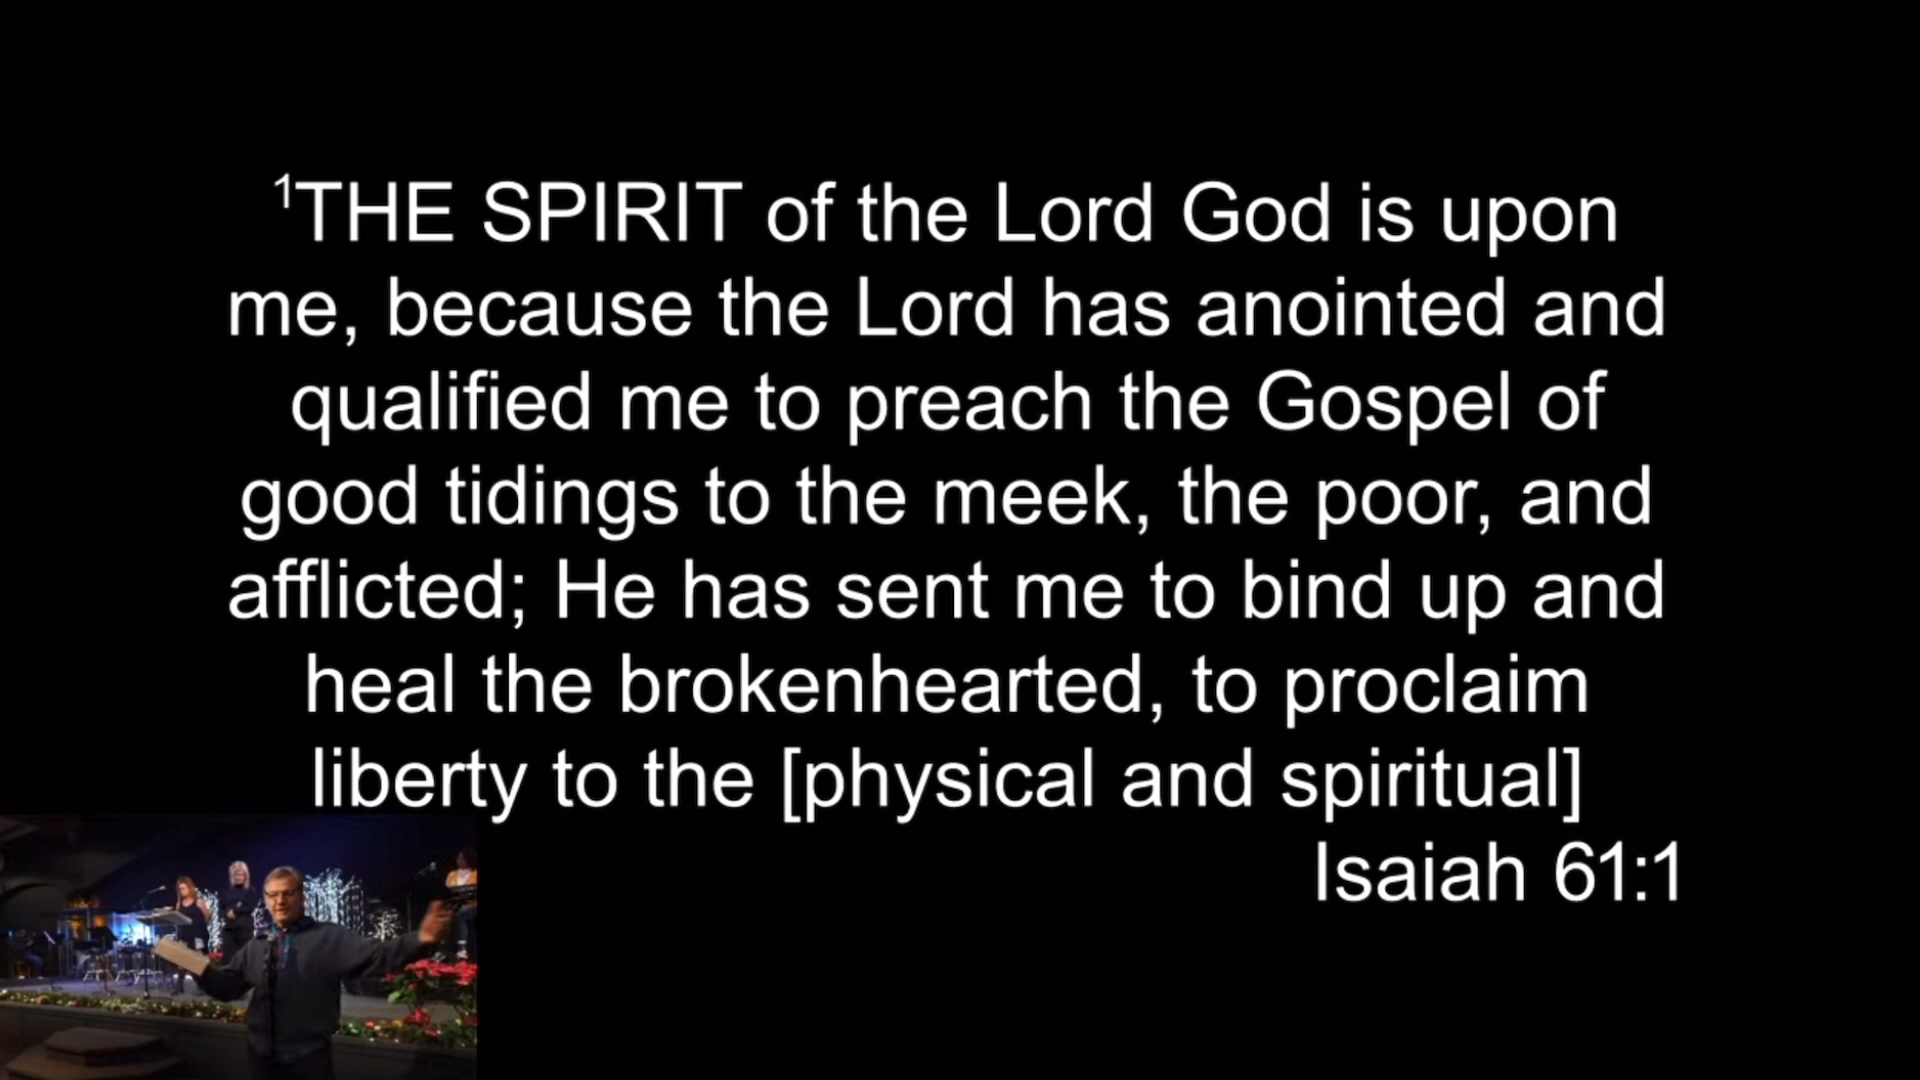 ¹THE SPIRIT of the Lord God is upon
me, because the Lord has anointed and
qualified me to preach the Gospel of
good tidings to the meek, the poor, and
afflicted; He has sent me to bind up and
heal the brokenhearted, to proclaim
liberty to the [physical and spiritual]
Isaiah 61:1